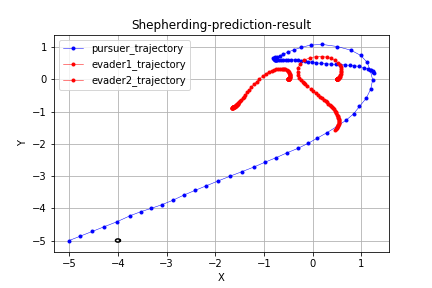 Shepherding-prediction-result
pursuer_trajectory
evader1_trajectory
evader2_trajectory
Y
1
0
−1
−2
−3
−4
−5
−5 −4 −3 −2 −1 0 1
X